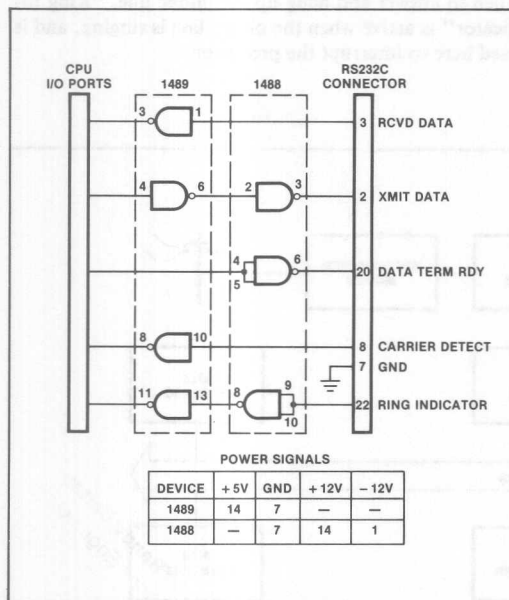 CPU
I/O PORTS
1489
1488
RS232C
CONNECTOR
3
1
3 RCVD DATA
4
6
2
3
2 XMIT DATA
4
5
6
20 DATA TERM RDY
8
10
8 CARRIER DETECT
7 GND
11
13
8
9
10
22 RING INDICATOR
POWER SIGNALS
DEVICE +5V GND +12V −12V
1489 14 7 — —
1488 — 7 14 1